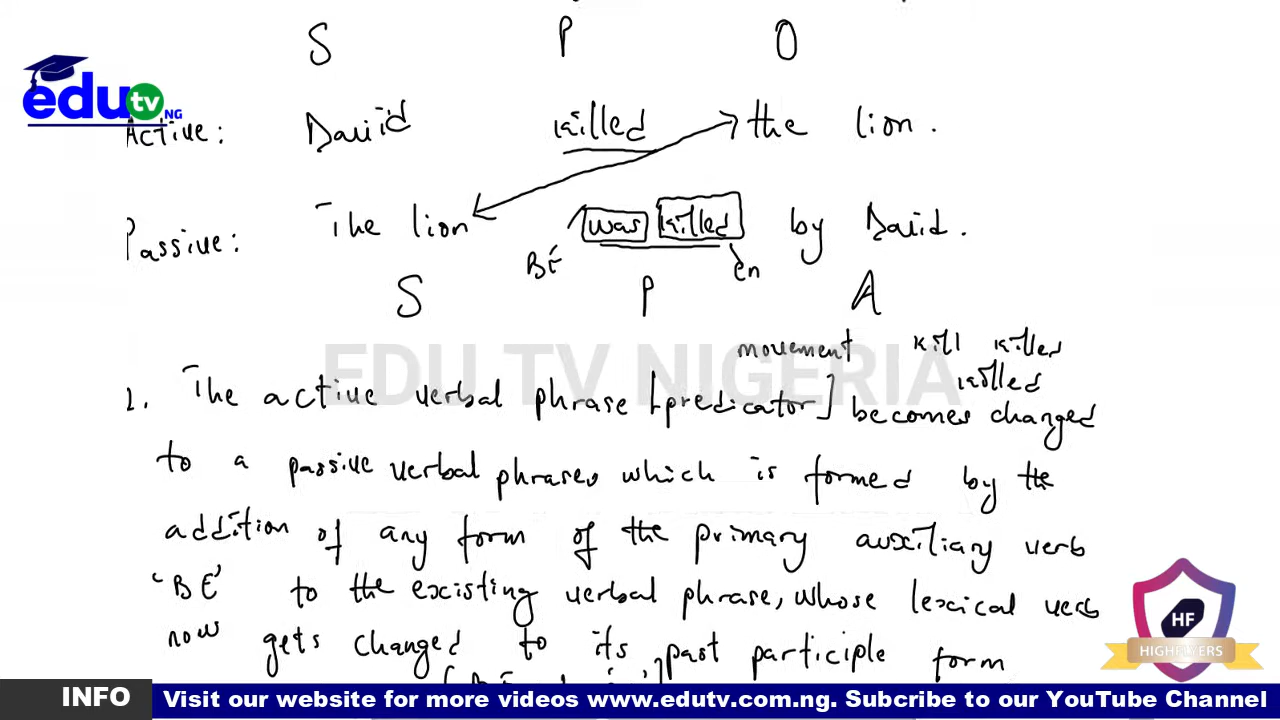 S P O
edu tv NG
Active: David killed the lion.
Passive: The lion was killed by David.
BE en
S P A
movement kill killed
killed
EDU TV NIGERIA
1. The active verbal phrase [predicator] becomes changed
to a passive verbal phrase, which is formed by the
addition of any form of the primary auxiliary verb
'BE' to the excisting verbal phrase, whose lexical verb
now gets changed to its past participle form
HF
HIGHFLYERS
INFO Visit our website for more videos www.edutv.com.ng. Subcribe to our YouTube Channel